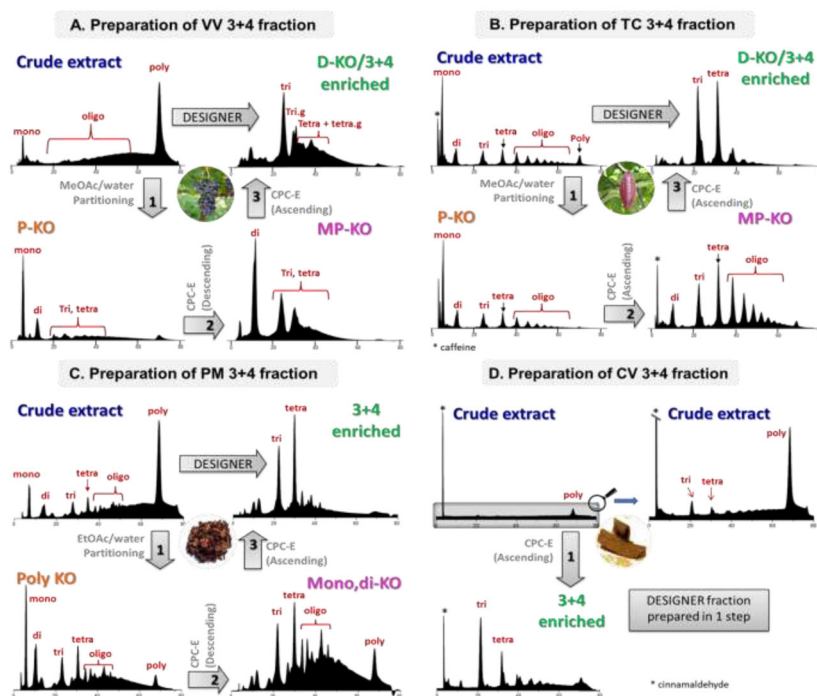 A. Preparation of VV 3+4 fraction
Crude extract
poly
mono
oligo
DESIGNER
D-KO/3+4
enriched
tri
Tri.g
Tetra + tetra.g
MeOAc/water
Partitioning
1
3
CPC-E
(Ascending)
P-KO
mono
di
Tri, tetra
CPC-E
(Descending)
2
MP-KO
di
Tri, tetra
B. Preparation of TC 3+4 fraction
Crude extract
mono
*
di
tri
tetra
oligo
Poly
DESIGNER
D-KO/3+4
enriched
tri
tetra
MeOAc/water
Partitioning
1
3
CPC-E
(Ascending)
P-KO
mono
di
tri
tetra
oligo
* caffeine
CPC-E
(Ascending)
2
MP-KO
*
di
tri
tetra
oligo
C. Preparation of PM 3+4 fraction
Crude extract
poly
mono
di
tri
tetra
oligo
DESIGNER
3+4
enriched
tri
tetra
EtOAc/water
Partitioning
1
3
CPC-E
(Ascending)
Poly KO
mono
di
tri
tetra
oligo
poly
CPC-E
(Descending)
2
Mono,di-KO
tri
tetra
oligo
poly
D. Preparation of CV 3+4 fraction
*
Crude extract
poly
*
Crude extract
poly
tri
tetra
CPC-E
(Ascending)
1
3+4
enriched
*
tri
tetra
DESIGNER fraction
prepared in 1 step
* cinnamaldehyde